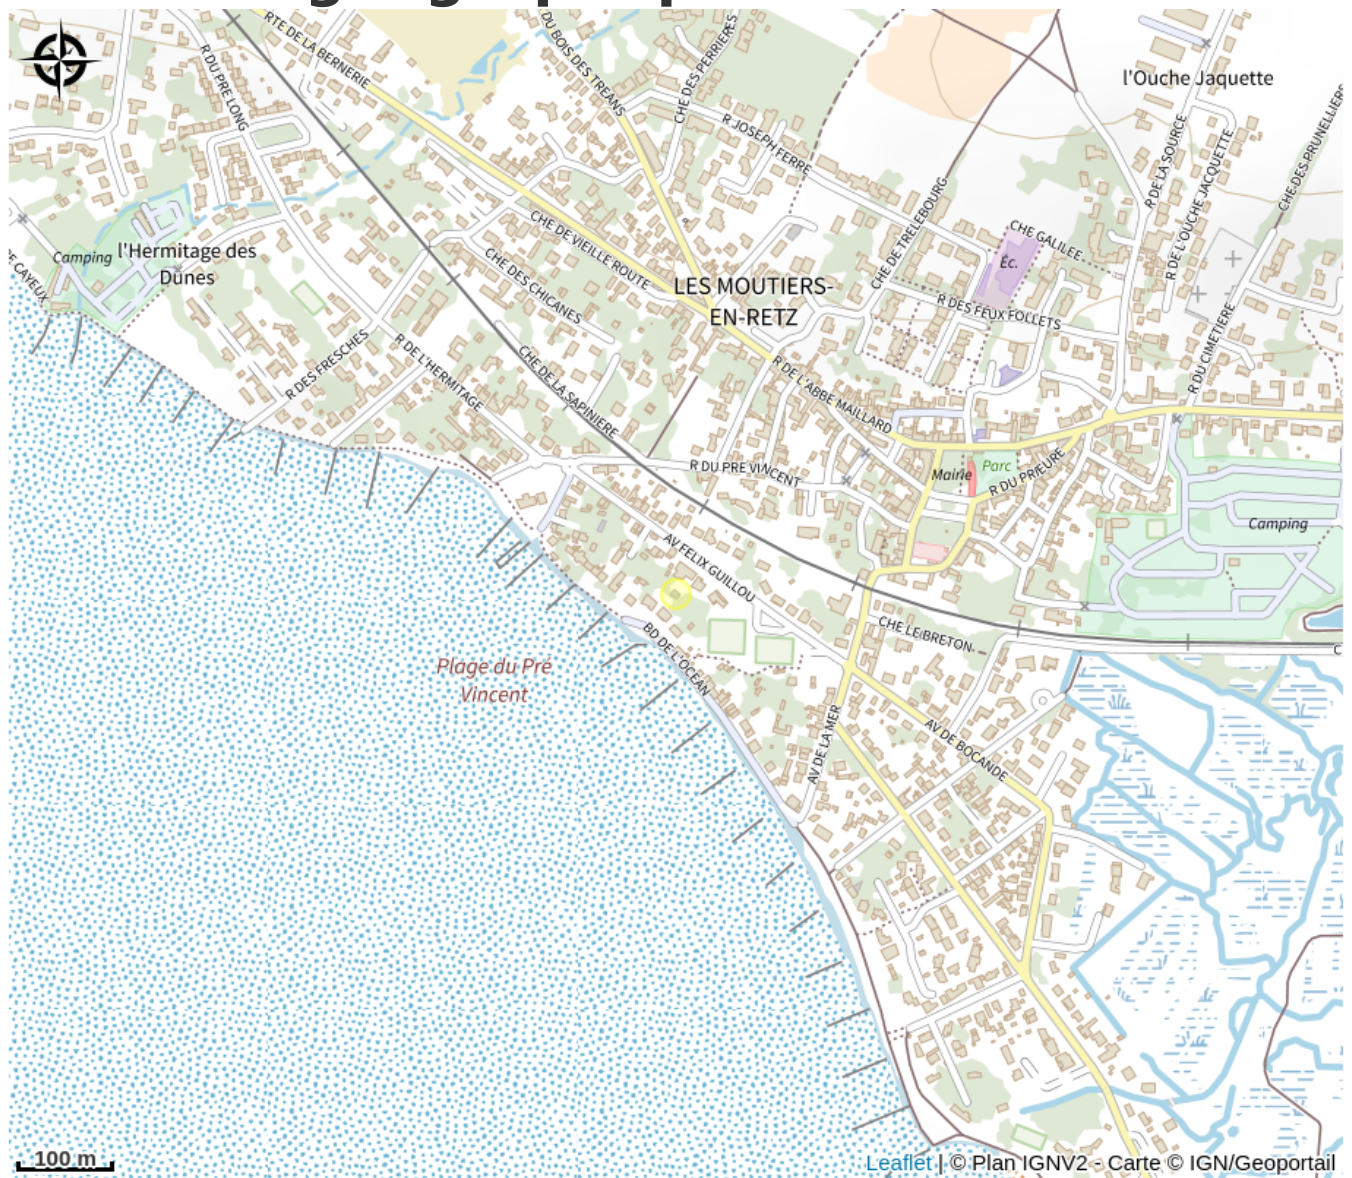 RTE DE LA BERNERIE
R DU PRE LONG
DU BOIS DES TREANS
CHE DES PERRIERES
R JOSEPH FERRE
l'Ouche Jaquette
R DE LA SOURCE
R DE L'OUCHE JACQUETTE
CHE DES PRUNELLIERS
CHE DE TRELEBOURG
CHE GALILEE
Éc.
R DES FEUX FOLLETS
R DU CIMETIERE
Camping
l'Hermitage des
Dunes
CAYEUX
CHE DE VIEILLE ROUTE
CHE DES CHICANES
LES MOUTIERS-
EN-RETZ
R DES FRESCHES
R DE L'HERMITAGE
CHE DE LA SAPINIERE
R DE L'ABBE MAILLARD
R DU PRE VINCENT
Mairie
Parc
R DU PRIEURE
Camping
AV FELIX GUILLOU
CHE LE BRETON
BD DE L'OCEAN
Plage du Pré
Vincent
AV DE LA MER
AV DE BOCANDE
100 m
Leaflet | © Plan IGNV2 - Carte © IGN/Geoportail